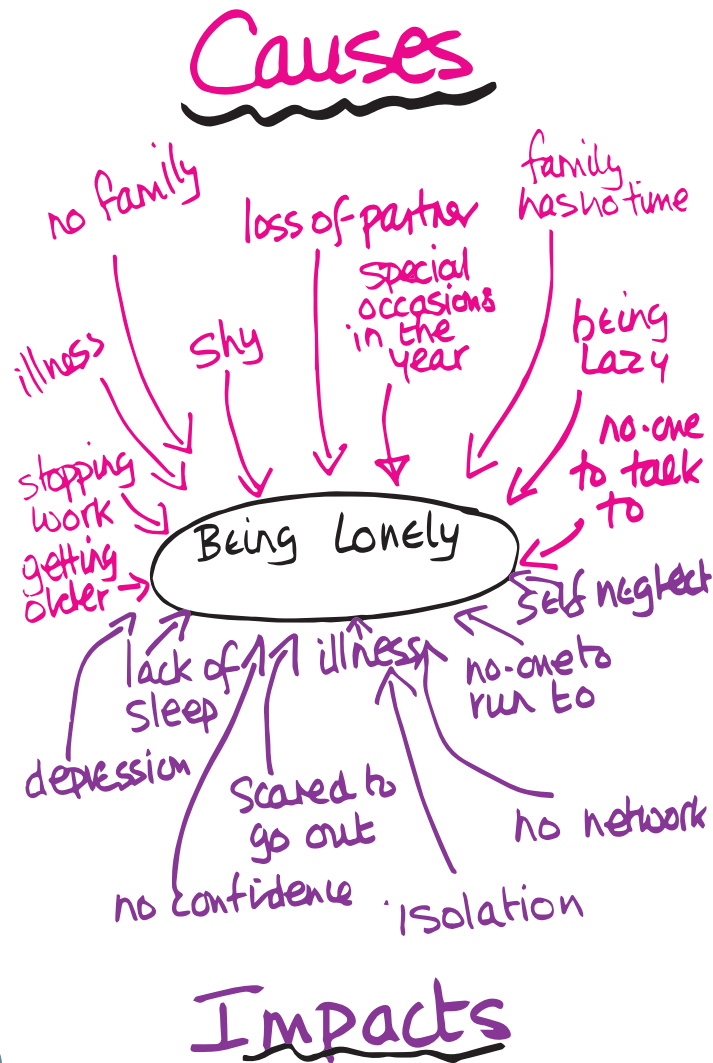 Causes
no family
loss of partner
family
has no time
special
occasions
in the
year
illness
shy
being
Lazy
stopping
work
no-one
to talk
to
getting
older
Being Lonely
self neglect
lack of
sleep
illness
no-one to
run to
depression
scared to
go out
no network
no confidence
isolation
Impacts